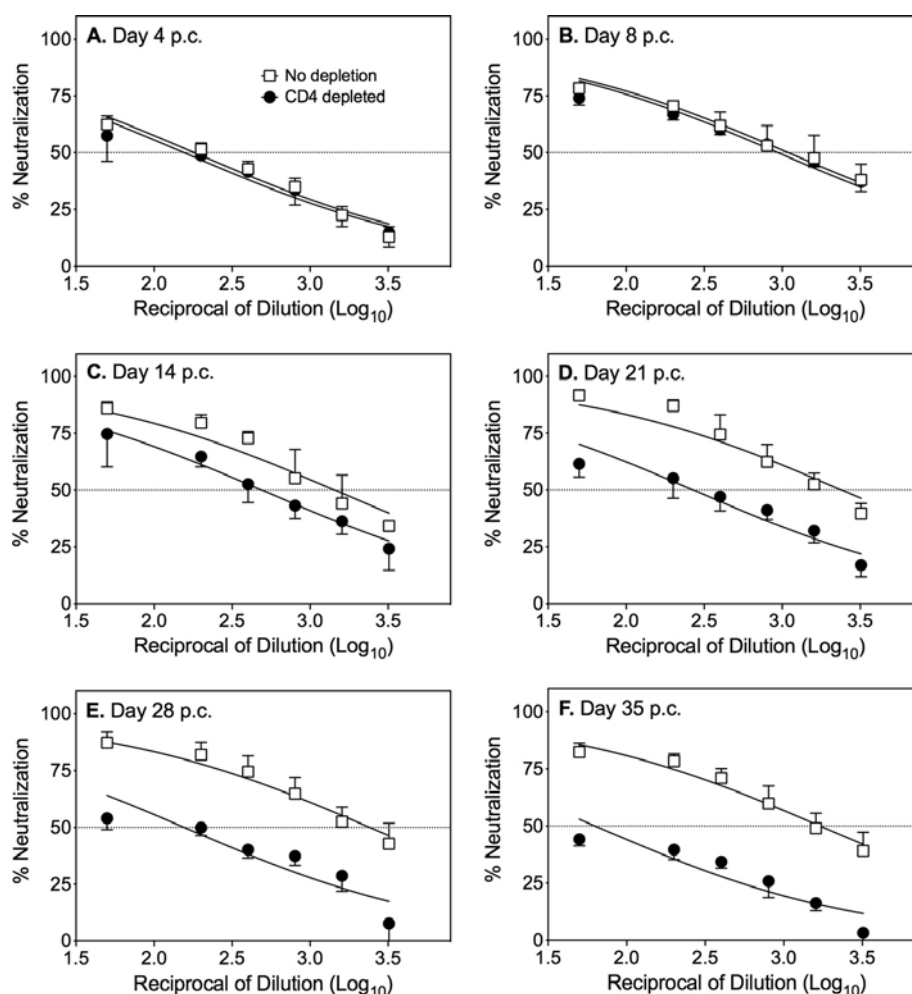 A. Day 4 p.c.
No depletion
CD4 depleted
% Neutralization
100
75
50
25
0
1.5 2.0 2.5 3.0 3.5
Reciprocal of Dilution (Log10)
B. Day 8 p.c.
% Neutralization
100
75
50
25
0
1.5 2.0 2.5 3.0 3.5
Reciprocal of Dilution (Log10)
C. Day 14 p.c.
% Neutralization
100
75
50
25
0
1.5 2.0 2.5 3.0 3.5
Reciprocal of Dilution (Log10)
D. Day 21 p.c.
% Neutralization
100
75
50
25
0
1.5 2.0 2.5 3.0 3.5
Reciprocal of Dilution (Log10)
E. Day 28 p.c.
% Neutralization
100
75
50
25
0
1.5 2.0 2.5 3.0 3.5
Reciprocal of Dilution (Log10)
F. Day 35 p.c.
% Neutralization
100
75
50
25
0
1.5 2.0 2.5 3.0 3.5
Reciprocal of Dilution (Log10)